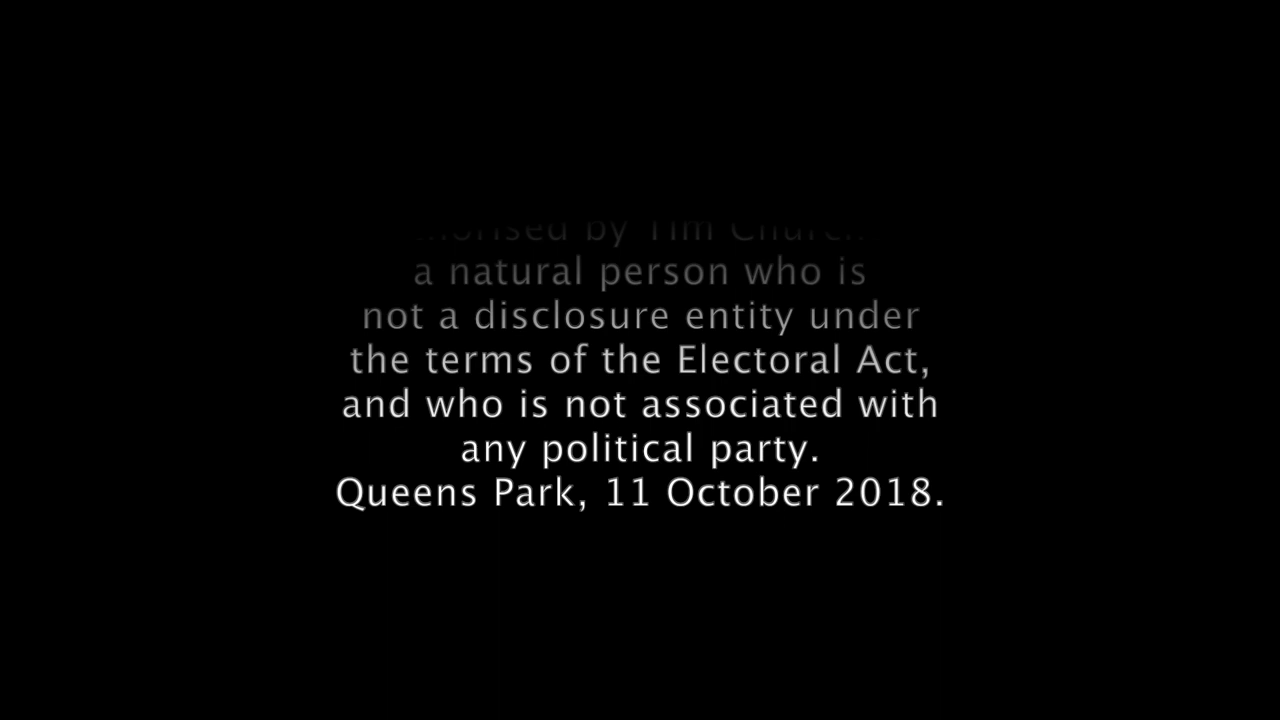 by Tim
a natural person who is
not a disclosure entity under
the terms of the Electoral Act,
and who is not associated with
any political party.
Queens Park, 11 October 2018.